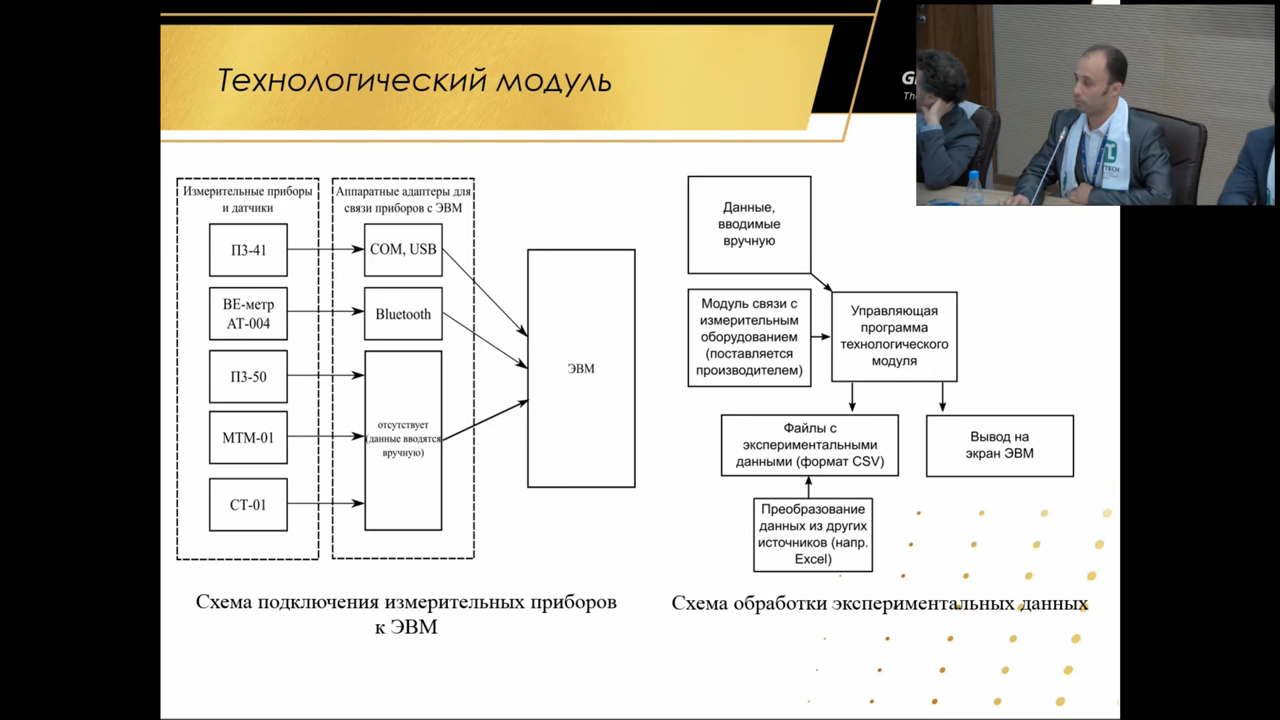 Технологический модуль
Измерительные приборы
и датчики
П3-41
ВЕ-метр
АТ-004
П3-50
МТМ-01
СТ-01
Аппаратные адаптеры для
связи приборов с ЭВМ
COM, USB
Bluetooth
отсутствует
(данные вводятся
вручную)
ЭВМ
Схема подключения измерительных приборов
к ЭВМ
Данные,
вводимые
вручную
Модуль связи с
измерительным
оборудованием
(поставляется
производителем)
Управляющая
программа
технологического
модуля
Файлы с
экспериментальными
данными (формат CSV)
Вывод на
экран ЭВМ
Преобразование
данных из других
источников (напр.
Excel)
Схема обработки экспериментальных данных
TECH